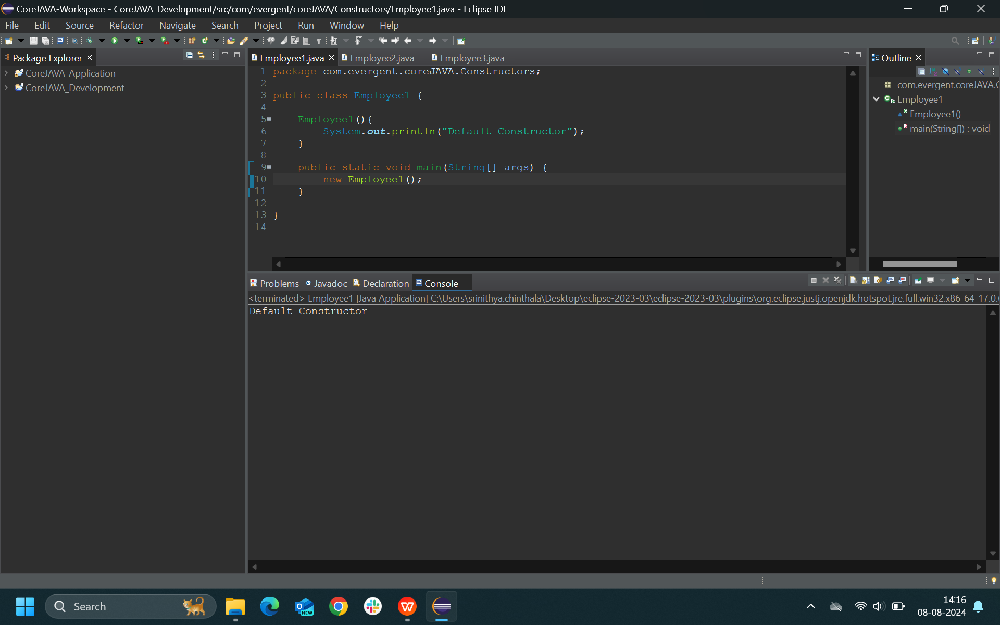 CoreJAVA-Workspace - CoreJAVA_Development/src/com/evergent/coreJAVA/Constructors/Employee1.java - Eclipse IDE
File Edit Source Refactor Navigate Search Project Run Window Help
Package Explorer
CoreJAVA_Application
CoreJAVA_Development
Employee1.java Employee2.java Employee3.java
1 package com.evergent.coreJAVA.Constructors;
2
3 public class Employee1 {
4
5 Employee1(){
6 System.out.println("Default Constructor");
7 }
8
9 public static void main(String[] args) {
10 new Employee1();
11 }
12
13 }
14
Outline
com.evergent.coreJAVA.C
Employee1
Employee1()
main(String[]) : void
Problems Javadoc Declaration Console
<terminated> Employee1 [Java Application] C:\Users\srinithya.chinthala\Desktop\eclipse-2023-03\eclipse-2023-03\plugins\org.eclipse.justj.openjdk.hotspot.jre.full.win32.x86_64_17.0.
Default Constructor
Search
NEW
14:16
08-08-2024